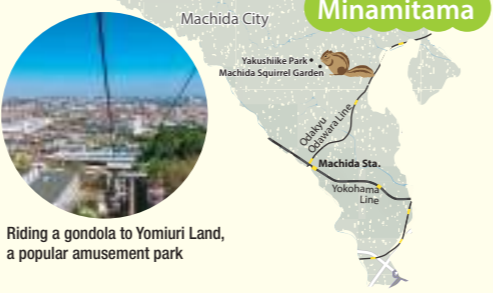 Minamitama
Machida City
Yakushiike Park
Machida Squirrel Garden
Odakyu
Odawara Line
Machida Sta.
Yokohama
Line
Riding a gondola to Yomiuri Land,
a popular amusement park